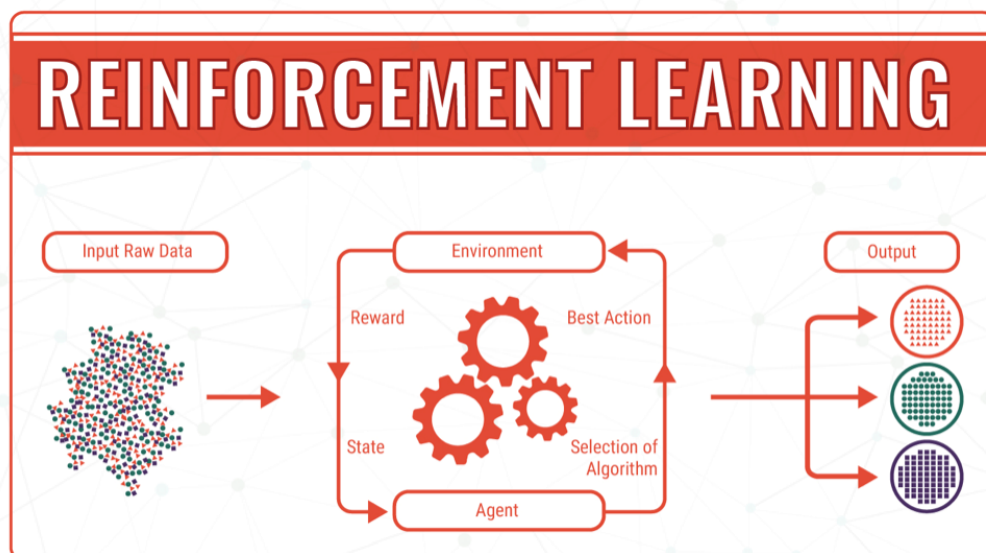 REINFORCEMENT LEARNING
Input Raw Data
Environment
Output
Reward
Best Action
State
Selection of
Algorithm
Agent